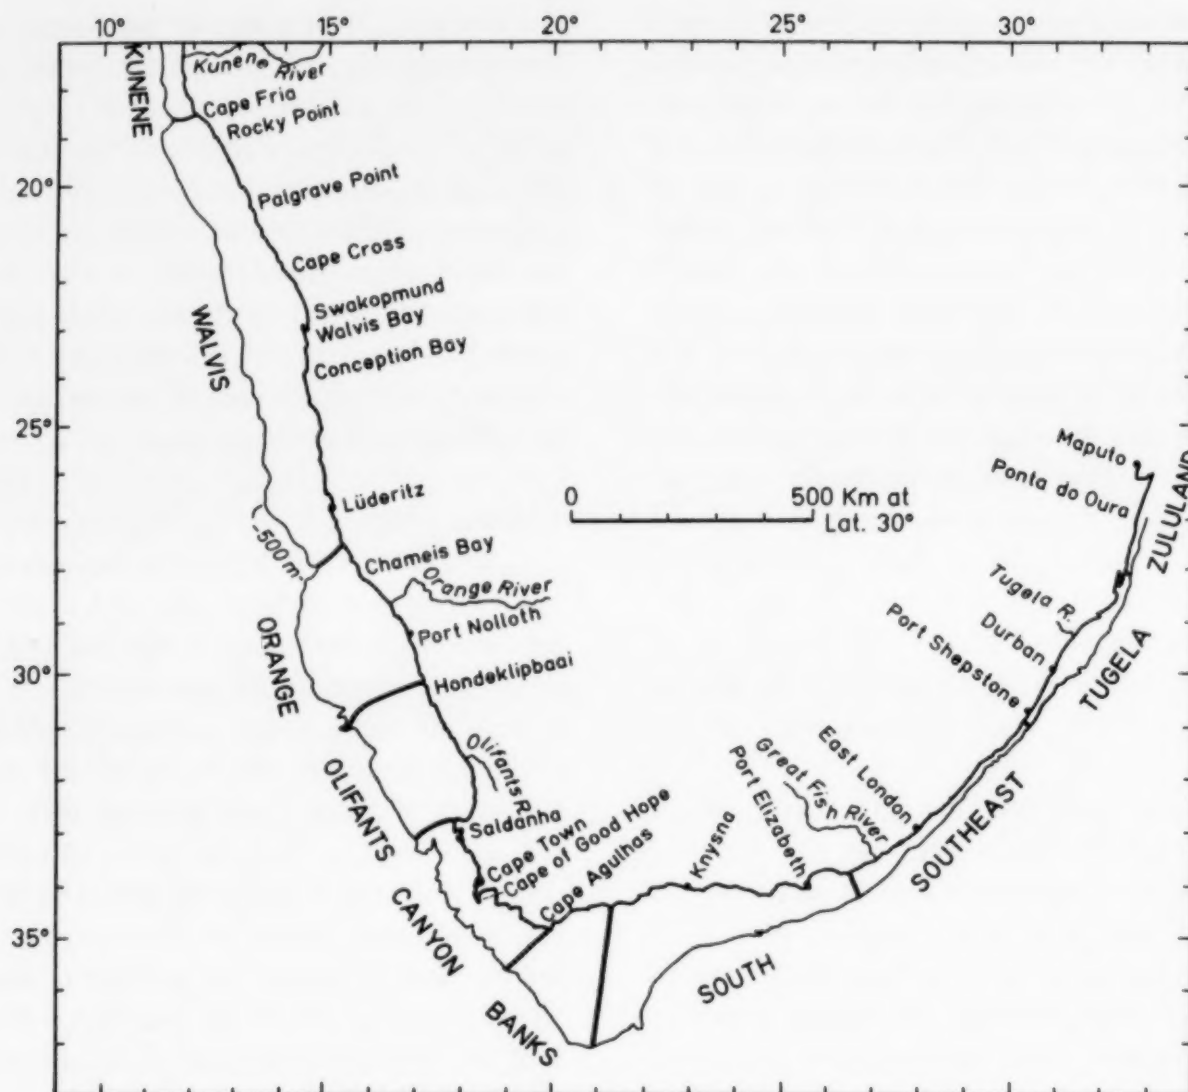 10° 15° 20° 25° 30°
KUNENE
Kunene River
Cape Fria
Rocky Point
20°
Palgrave Point
Cape Cross
Swakopmund
Walvis Bay
Conception Bay
WALVIS
25°
Maputo
Ponta do Oura
ZULULAND
Lüderitz
0 500 Km at
Lat. 30°
500m
Chameis Bay
Orange River
Port Nolloth
ORANGE
30°
Hondeklipbaai
Tugela R.
Durban
Port Shepstone
TUGELA
Olifants R.
OLIFANTS
East London
Great Fish River
Port Elizabeth
Knysna
SOUTHEAST
Saldanha
Cape Town
Cape of Good Hope
Cape Agulhas
CANYON
35°
SOUTH
BANKS